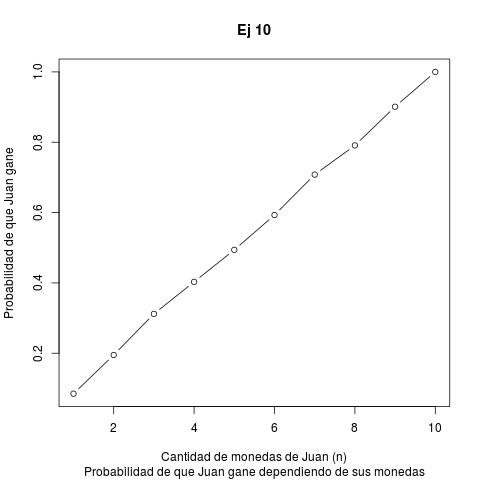 Ej 10
Probabilidad de que Juan gane
1.0
0.8
0.6
0.4
0.2
2
4
6
8
10
Cantidad de monedas de Juan (n)
Probabilidad de que Juan gane dependiendo de sus monedas